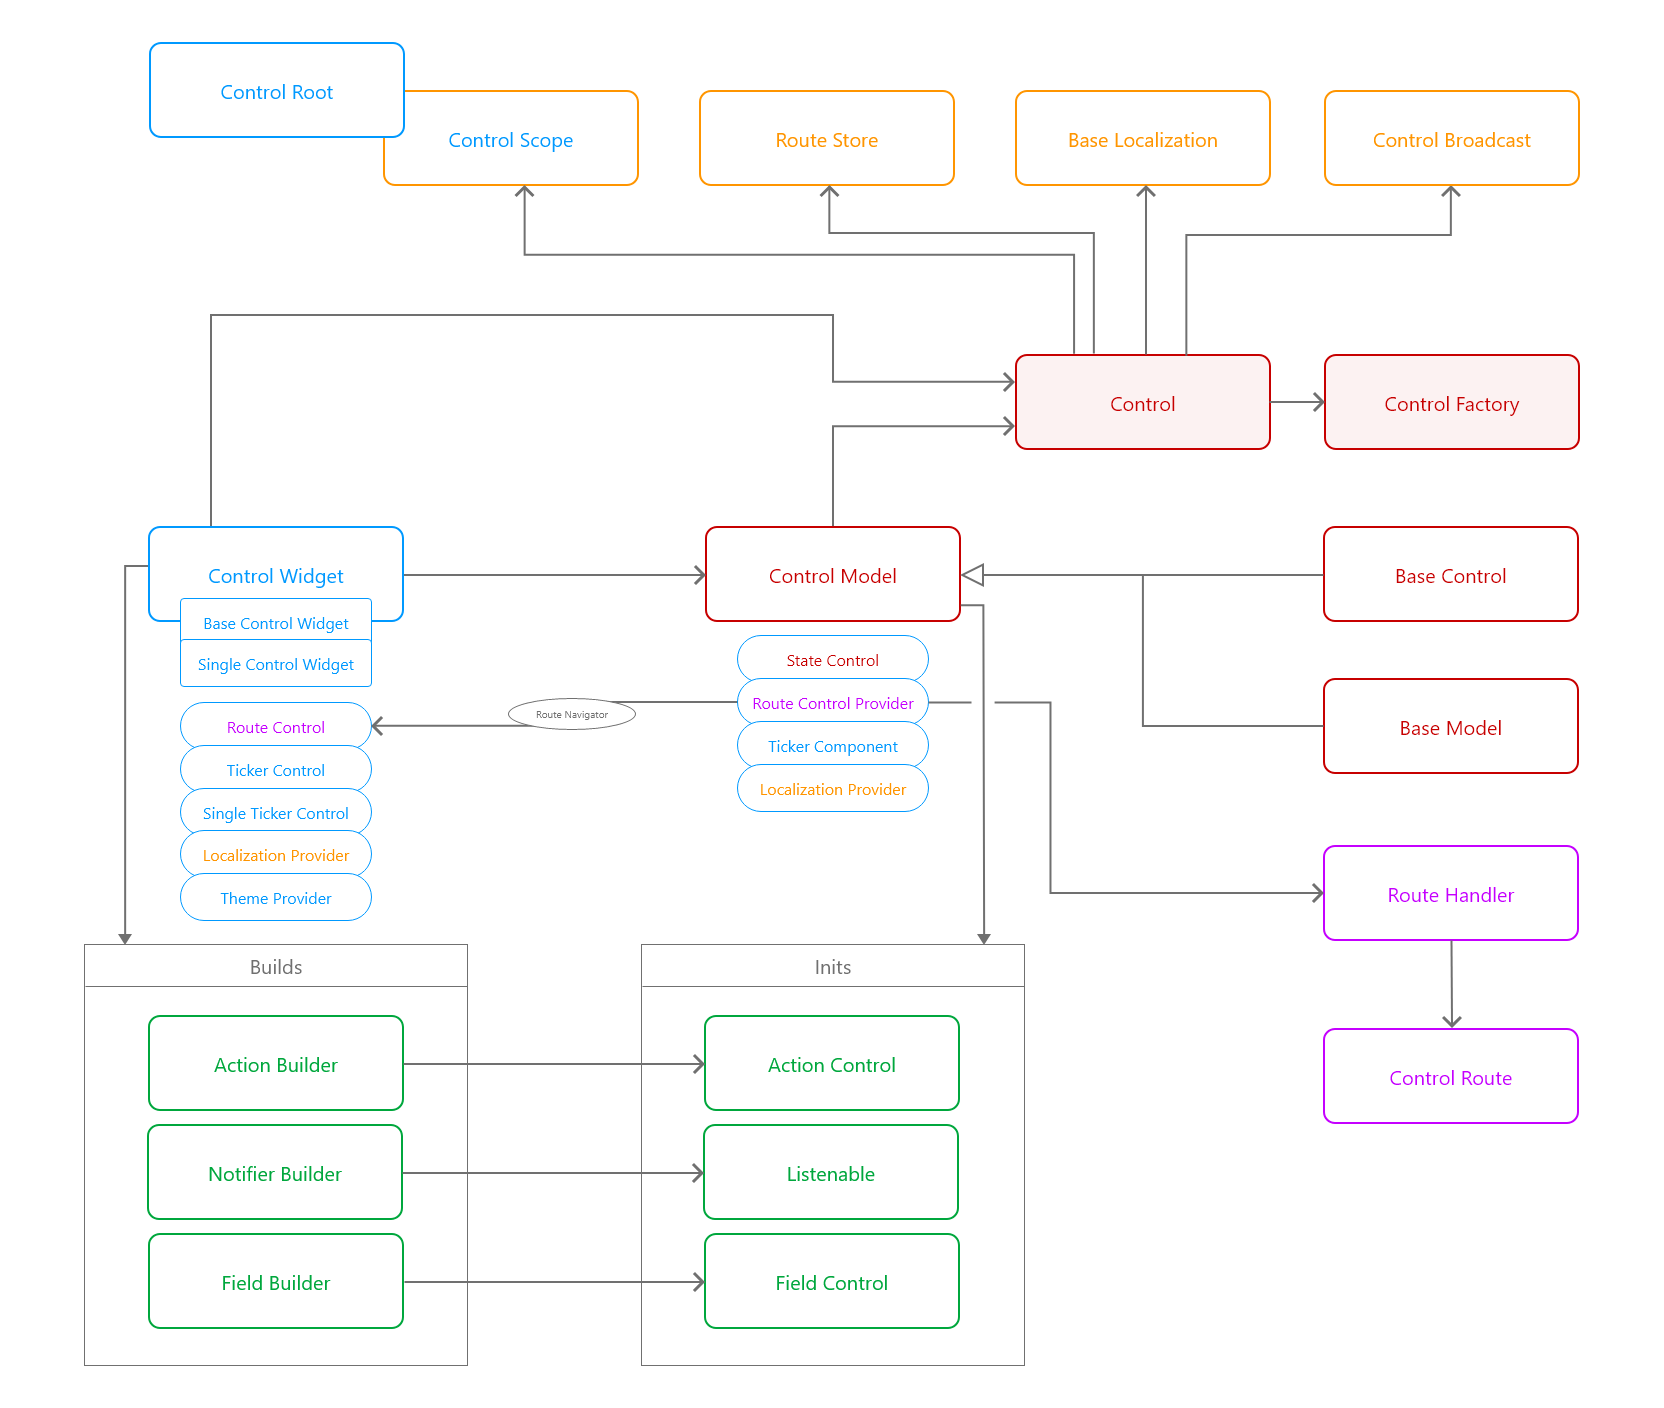 Control Root
Control Scope
Route Store
Base Localization
Control Broadcast
Control
Control Factory
Control Widget
Base Control Widget
Single Control Widget
Route Control
Ticker Control
Single Ticker Control
Localization Provider
Theme Provider
Route Navigator
Control Model
State Control
Route Control Provider
Ticker Component
Localization Provider
Base Control
Base Model
Route Handler
Control Route
Builds
Action Builder
Notifier Builder
Field Builder
Inits
Action Control
Listenable
Field Control